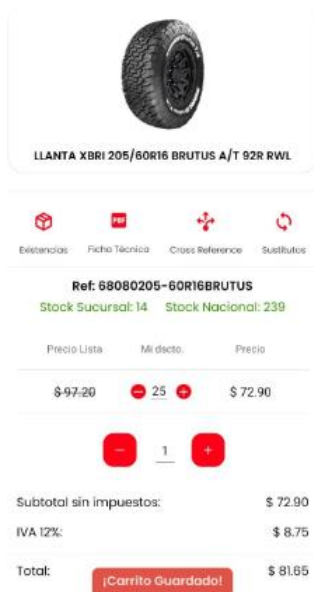 LLANTA XBRI 205/60R16 BRUTUS A/T 92R RWL
PDF
Existencias Ficha Técnica Cross Reference Sustitutos
Ref: 68080205-60R16BRUTUS
Stock Sucursal: 14 Stock Nacional: 239
Precio Lista Mi dscto. Precio
$ 97.20 - 25 + $ 72.90
- 1 +
Subtotal sin impuestos: $ 72.90
IVA 12%: $ 8.75
Total: $ 81.65
¡Carrito Guardado!